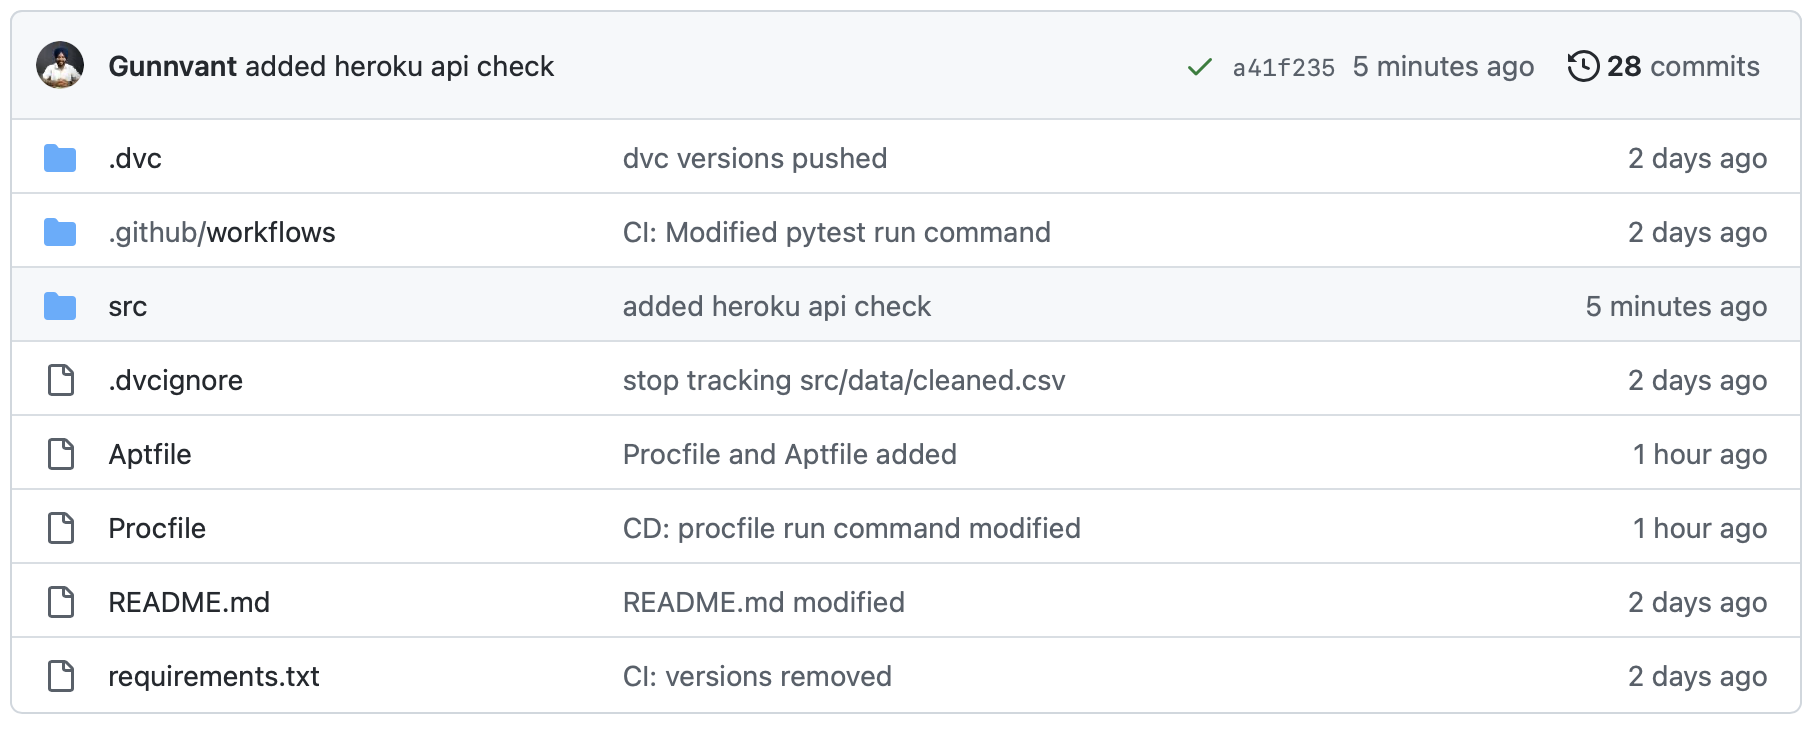 Gunnvant added heroku api check a41f235 5 minutes ago 28 commits
.dvc dvc versions pushed 2 days ago
.github/workflows CI: Modified pytest run command 2 days ago
src added heroku api check 5 minutes ago
.dvcignore stop tracking src/data/cleaned.csv 2 days ago
Aptfile Procfile and Aptfile added 1 hour ago
Procfile CD: procfile run command modified 1 hour ago
README.md README.md modified 2 days ago
requirements.txt CI: versions removed 2 days ago